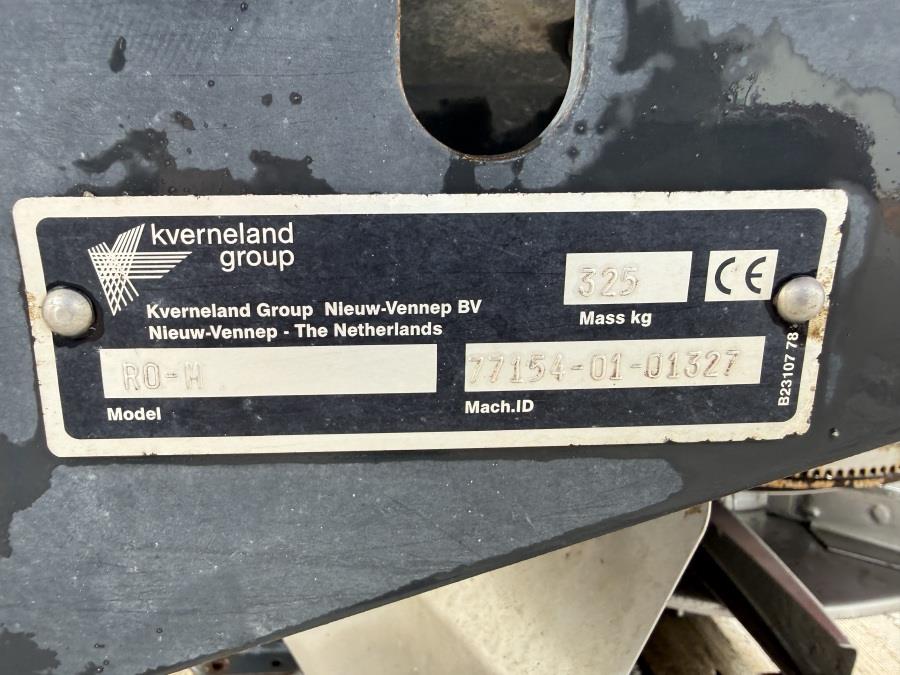 kverneland
group
Kverneland Group Nieuw-Vennep BV
Nieuw-Vennep - The Netherlands
325
CE
Mass kg
RO-M
77154-01-01327
Model
Mach.ID
B23107 78